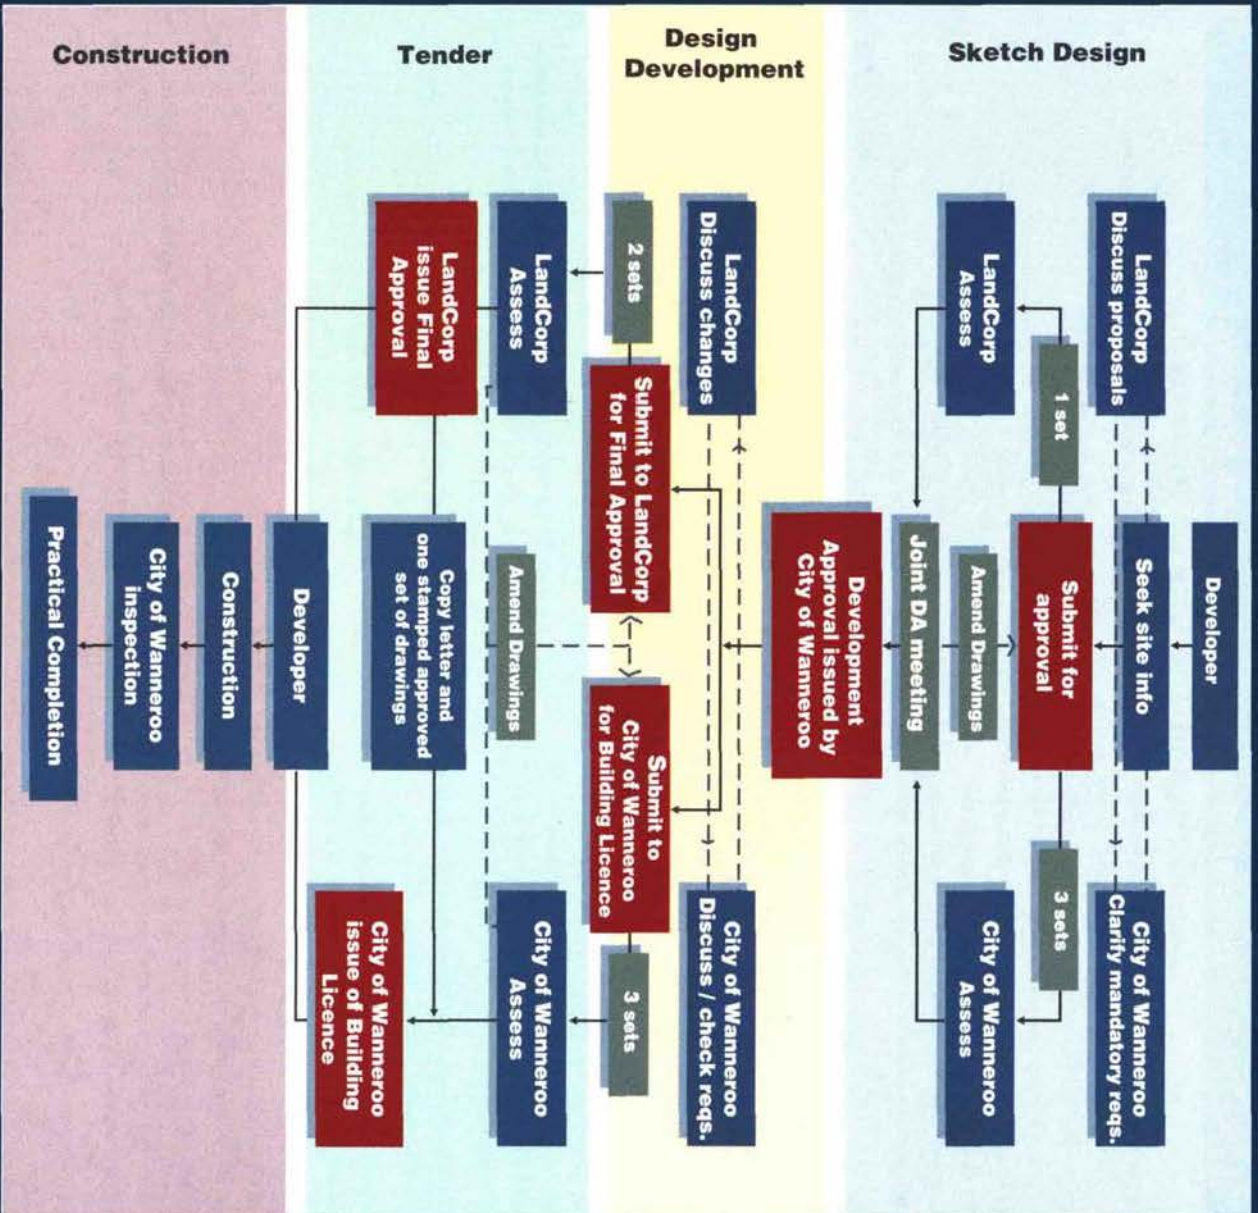 Sketch Design
Developer
Seek site info
LandCorp
Discuss proposals
City of Wanneroo
Clarify mandatory reqs.
Submit for
approval
1 set
3 sets
Amend Drawings
LandCorp
Assess
Joint DA meeting
City of Wanneroo
Assess
Development
Approval issued by
City of Wanneroo
Design
Development
LandCorp
Discuss changes
City of Wanneroo
Discuss / check reqs.
2 sets
Submit to LandCorp
for Final Approval
Submit to
City of Wanneroo
for Building Licence
3 sets
Tender
LandCorp
Assess
Amend Drawings
City of Wanneroo
Assess
LandCorp
issue Final
Approval
Copy letter and
one stamped approved
set of drawings
City of Wanneroo
issue of Building
Licence
Construction
Developer
Construction
City of Wanneroo
inspection
Practical Completion